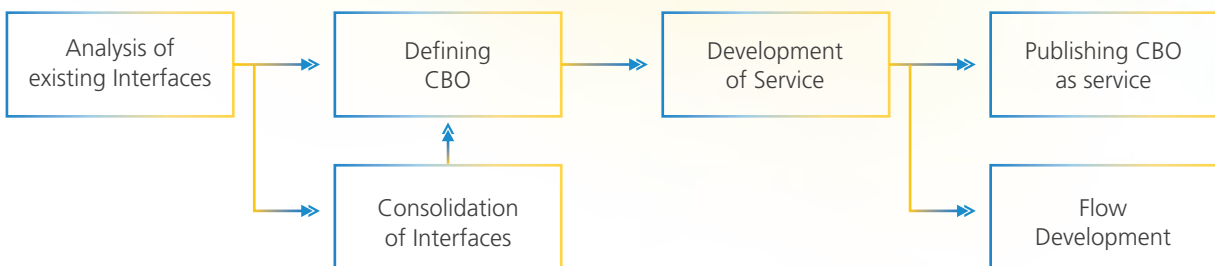 Analysis of
existing Interfaces
Defining
CBO
Development
of Service
Publishing CBO
as service
Consolidation
of Interfaces
Flow
Development